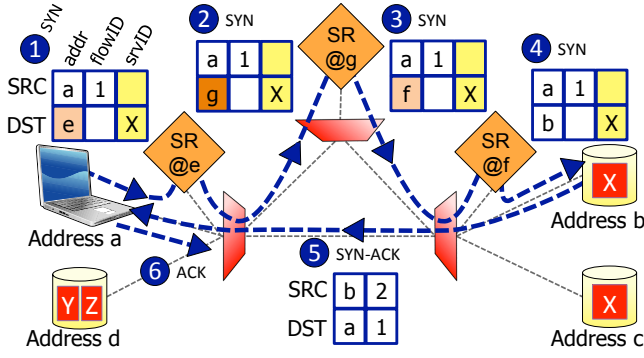 1 SYN
addr flowID srvID
SRC a 1
DST e X
2 SYN
a 1
g X
SR
@g
3 SYN
a 1
f X
4 SYN
a 1
b X
SR
@e
SR
@f
X
Address a
Address b
5 SYN-ACK
6 ACK
SRC b 2
DST a 1
Y Z
Address d
X
Address c